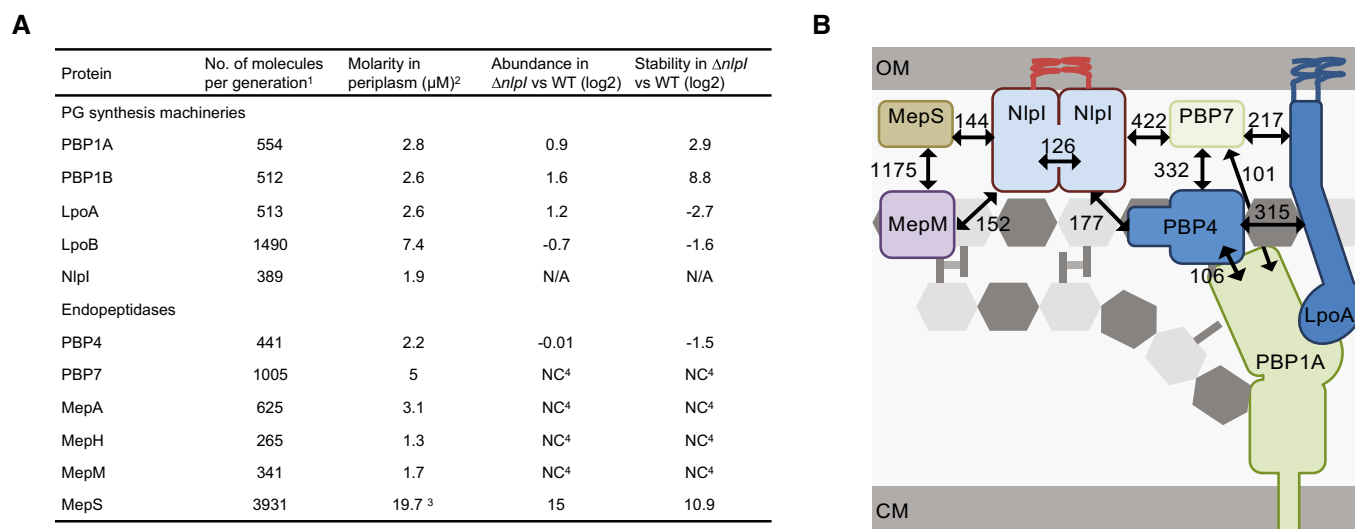 A
Protein No. of molecules per generation¹ Molarity in periplasm (µM)² Abundance in ΔnlpI vs WT (log2) Stability in ΔnlpI vs WT (log2)
PG synthesis machineries
PBP1A 554 2.8 0.9 2.9
PBP1B 512 2.6 1.6 8.8
LpoA 513 2.6 1.2 -2.7
LpoB 1490 7.4 -0.7 -1.6
NlpI 389 1.9 N/A N/A
Endopeptidases
PBP4 441 2.2 -0.01 -1.5
PBP7 1005 5 NC⁴ NC⁴
MepA 625 3.1 NC⁴ NC⁴
MepH 265 1.3 NC⁴ NC⁴
MepM 341 1.7 NC⁴ NC⁴
MepS 3931 19.7 ³ 15 10.9
B
OM
MepS 144 NlpI NlpI 422 PBP7 217
126
1175 332 101
MepM 152 177 PBP4 315
106
LpoA
PBP1A
CM